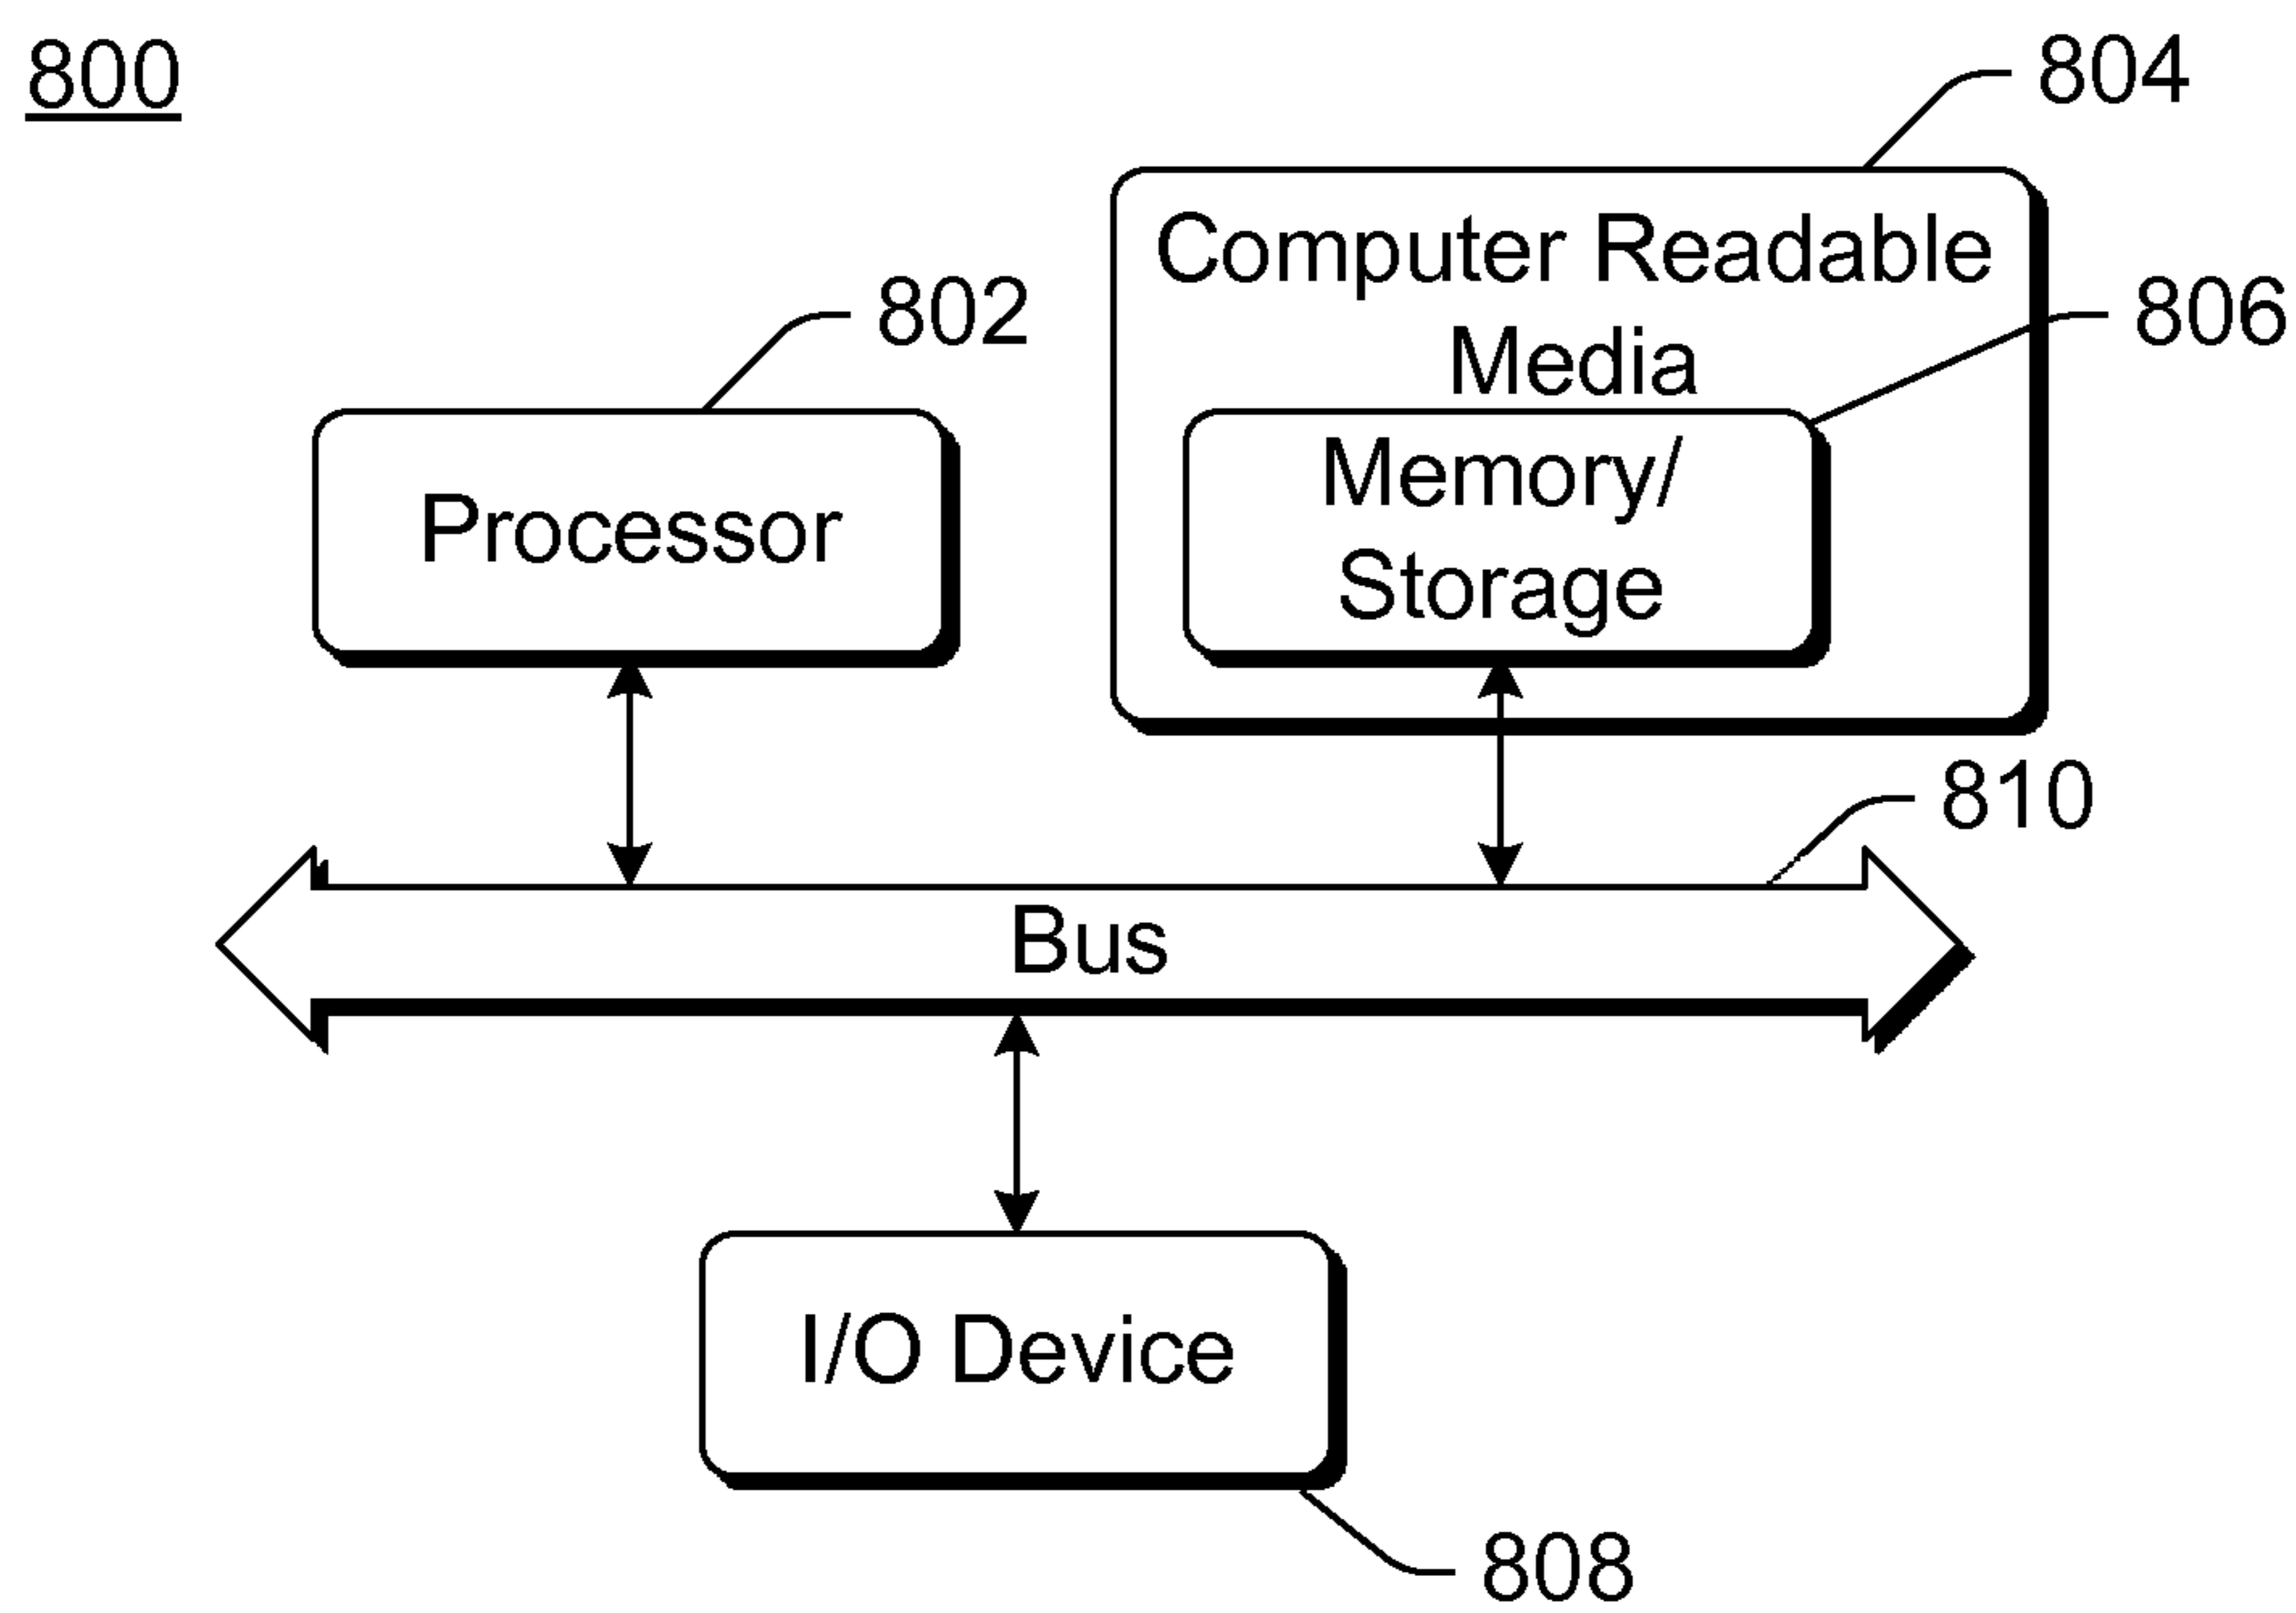 800
804
Computer Readable
Media
802
806
Processor
Memory/
Storage
810
Bus
I/O Device
808